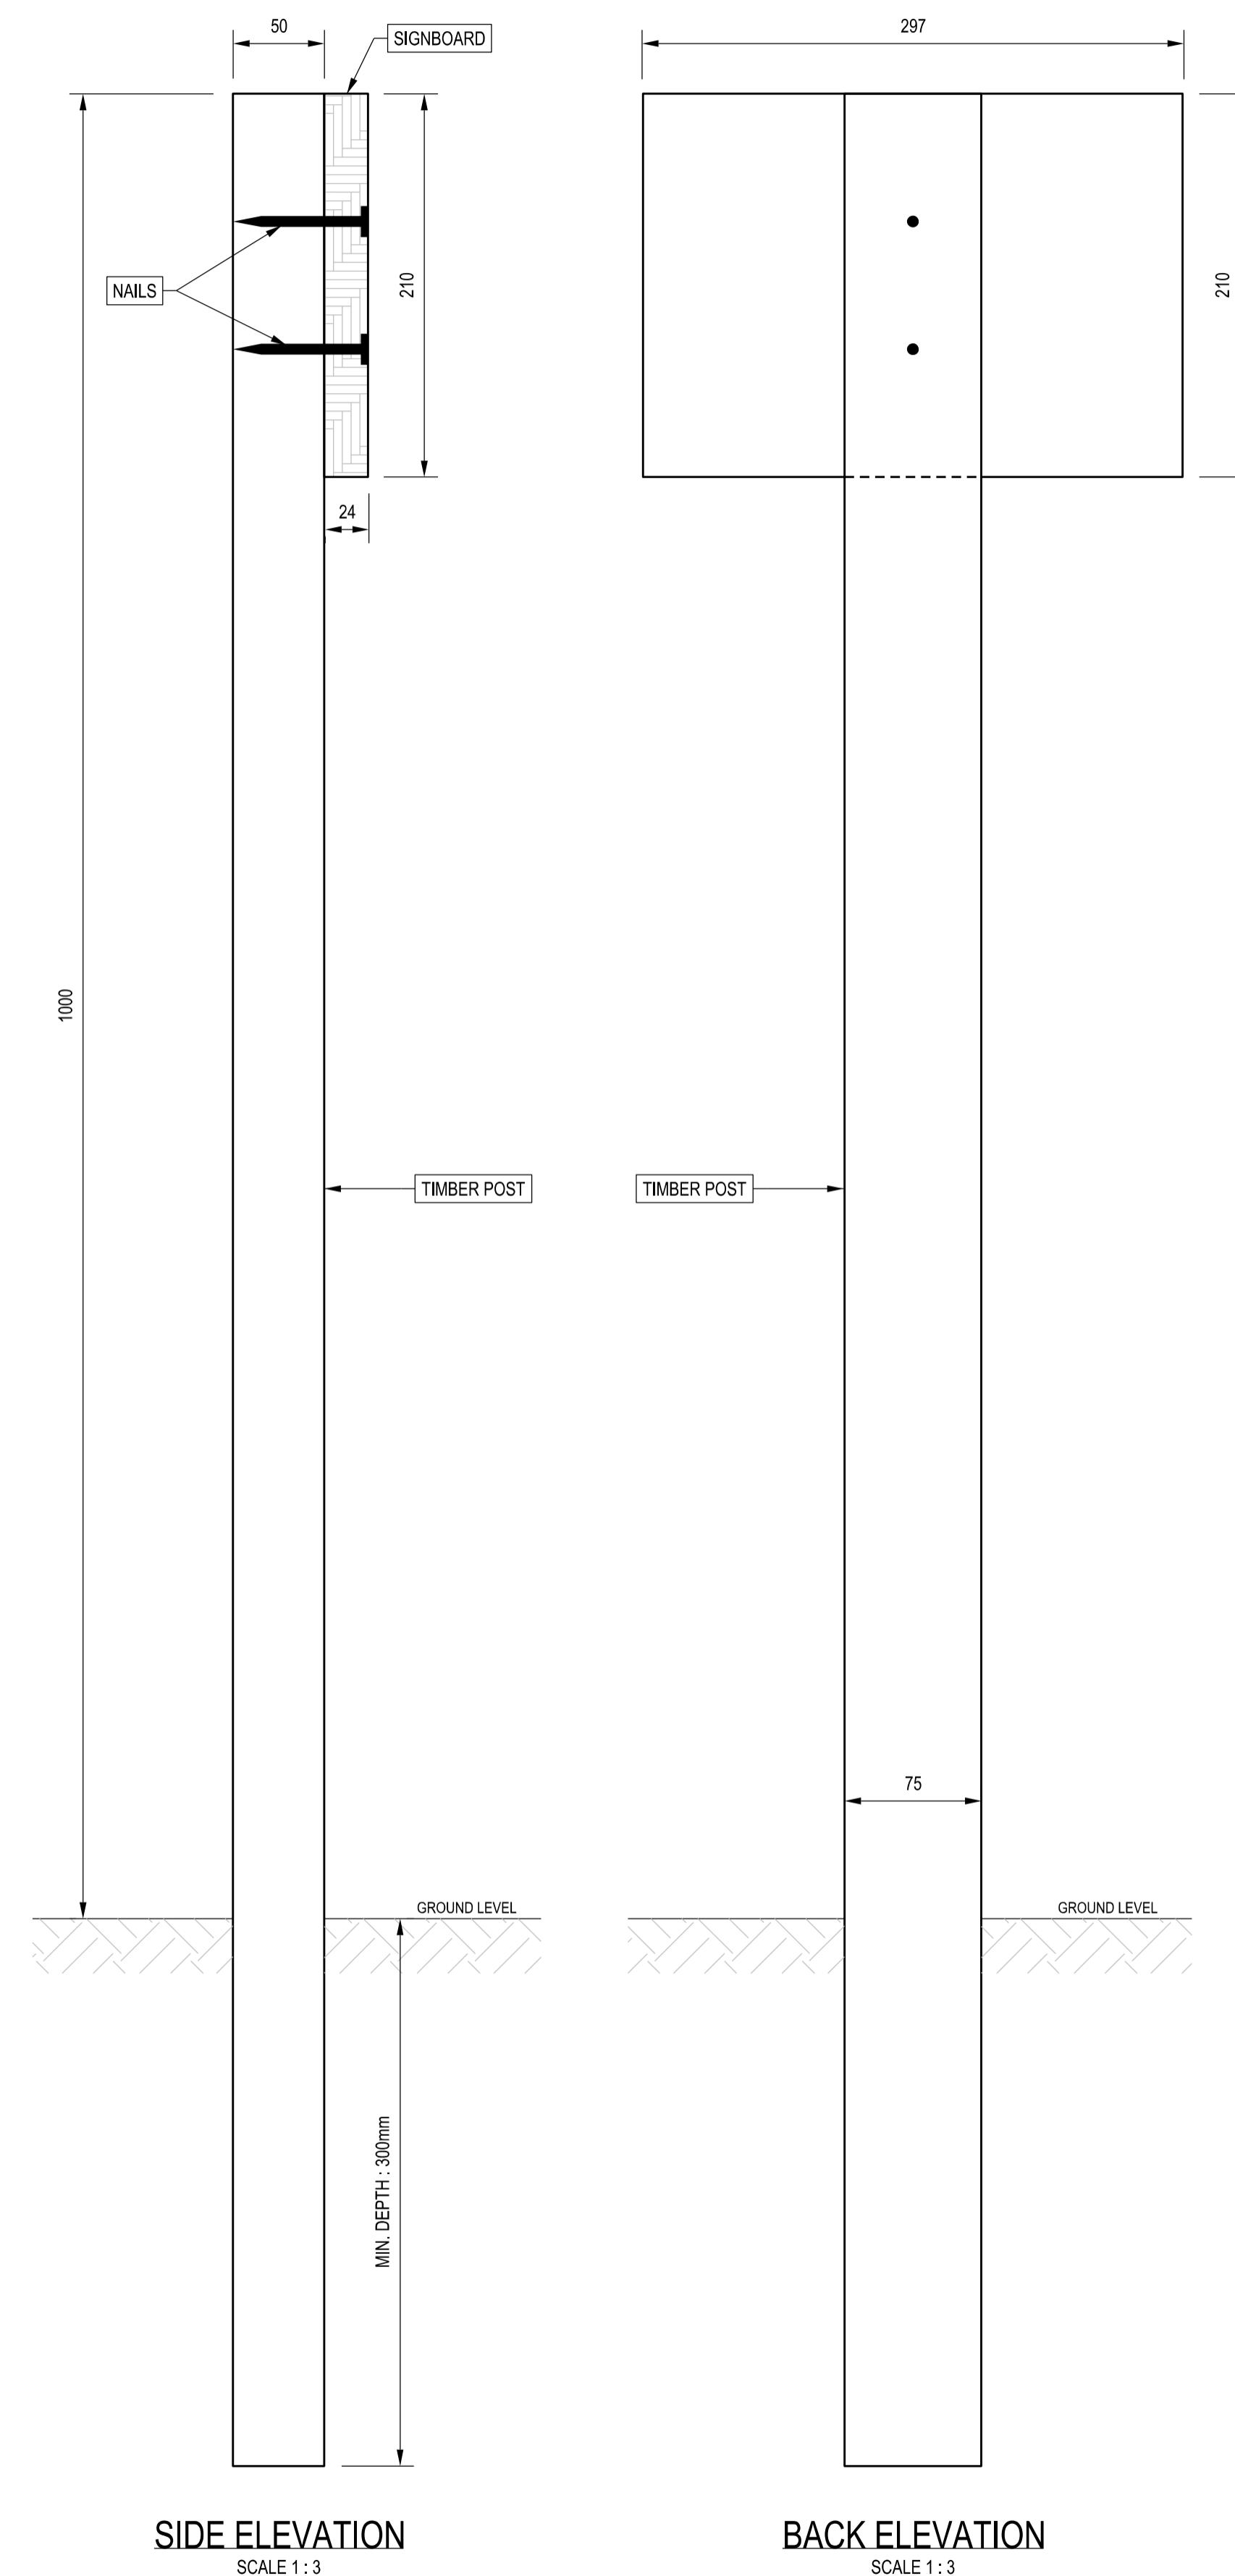 50
SIGNBOARD
297
NAILS
210
210
24
1000
TIMBER POST
TIMBER POST
75
GROUND LEVEL
GROUND LEVEL
MIN. DEPTH : 300mm
SIDE ELEVATION
SCALE 1 : 3
BACK ELEVATION
SCALE 1 : 3